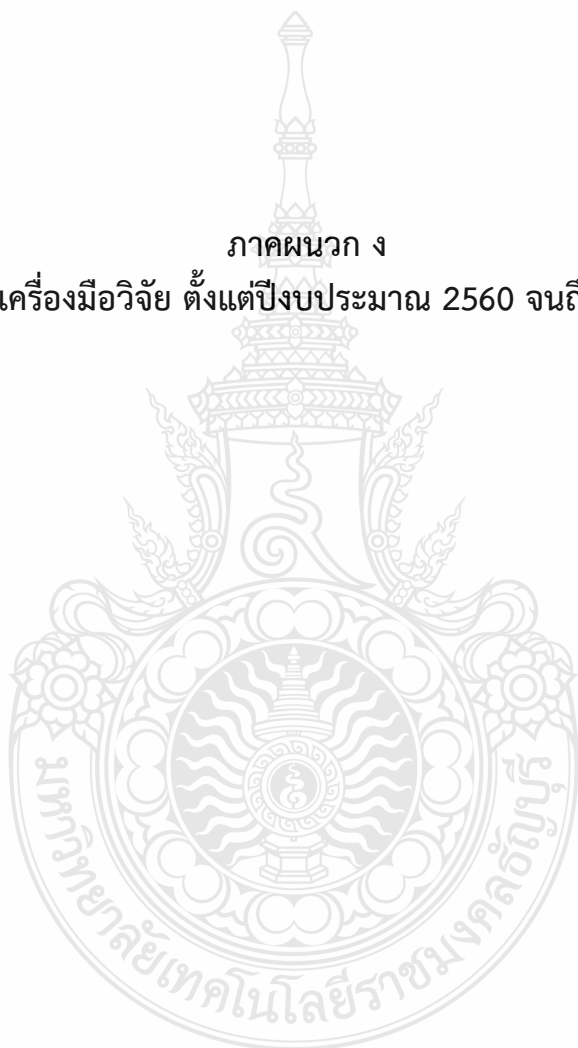 ภาคผนวก ง
เครื่องมือวิจัย ตั้งแต่ปีงบประมาณ 2560 จนถึ
มหาวิทยาลัยเทคโนโลยีราชมงคลธัญบุรี